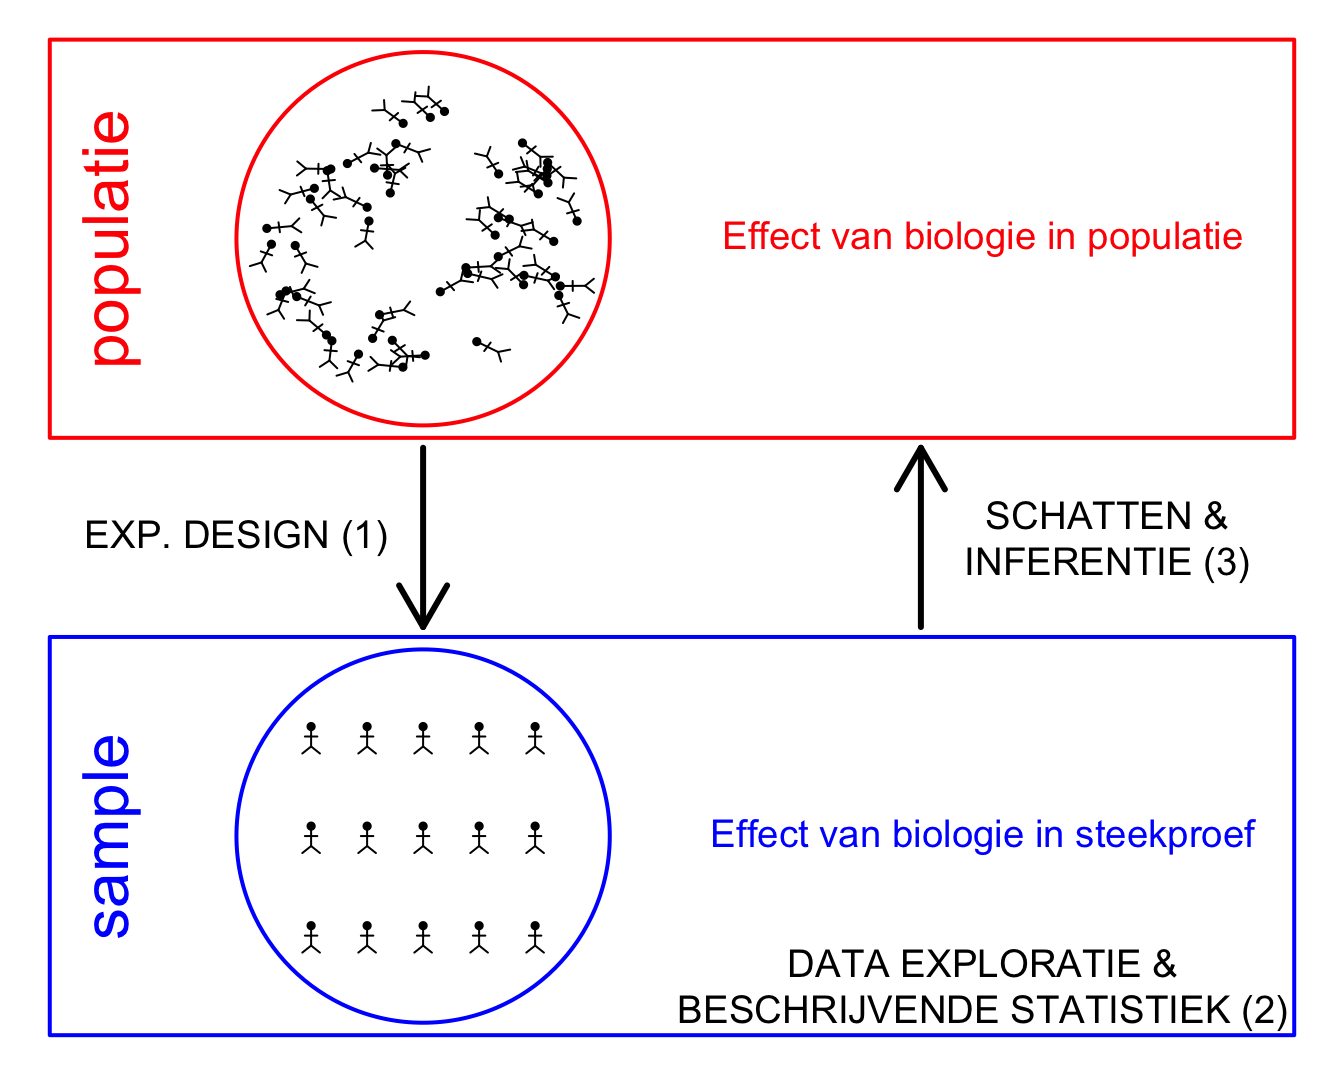 populatie
Effect van biologie in populatie
EXP. DESIGN (1)
SCHATTEN &
INFERENTIE (3)
sample
Effect van biologie in steekproef
DATA EXPLORATIE &
BESCHRIJVENDE STATISTIEK (2)